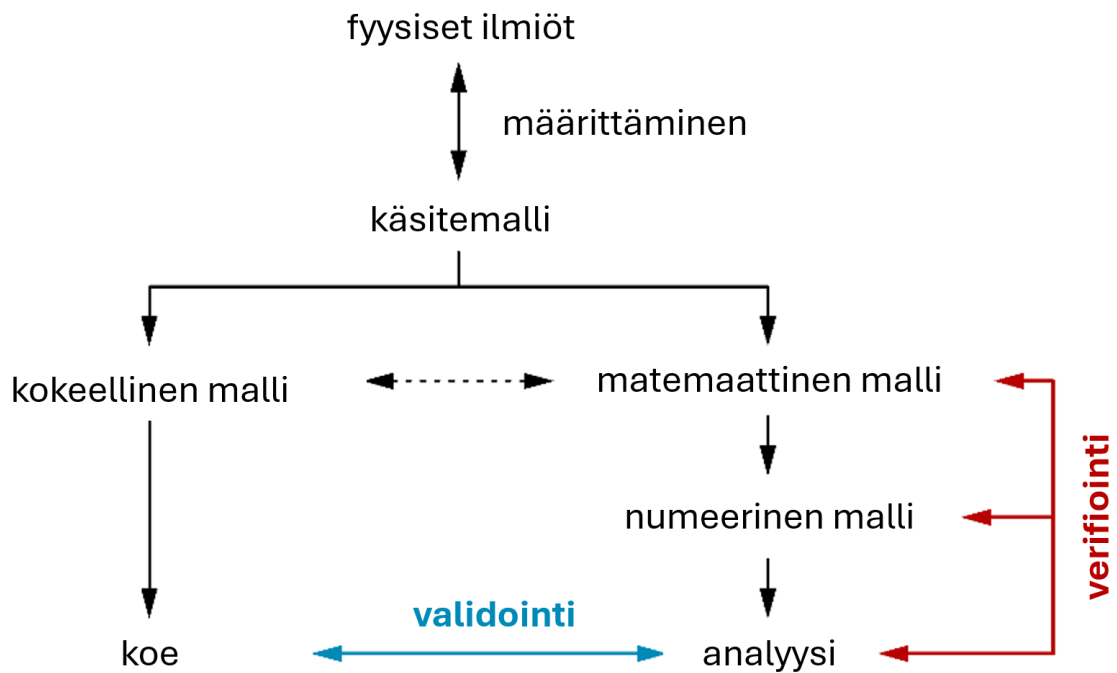 fyysiset ilmiöt
määrittäminen
käsitemalli
kokeellinen malli
matemaattinen malli
numeerinen malli
verifiointi
validointi
koe
analyysi